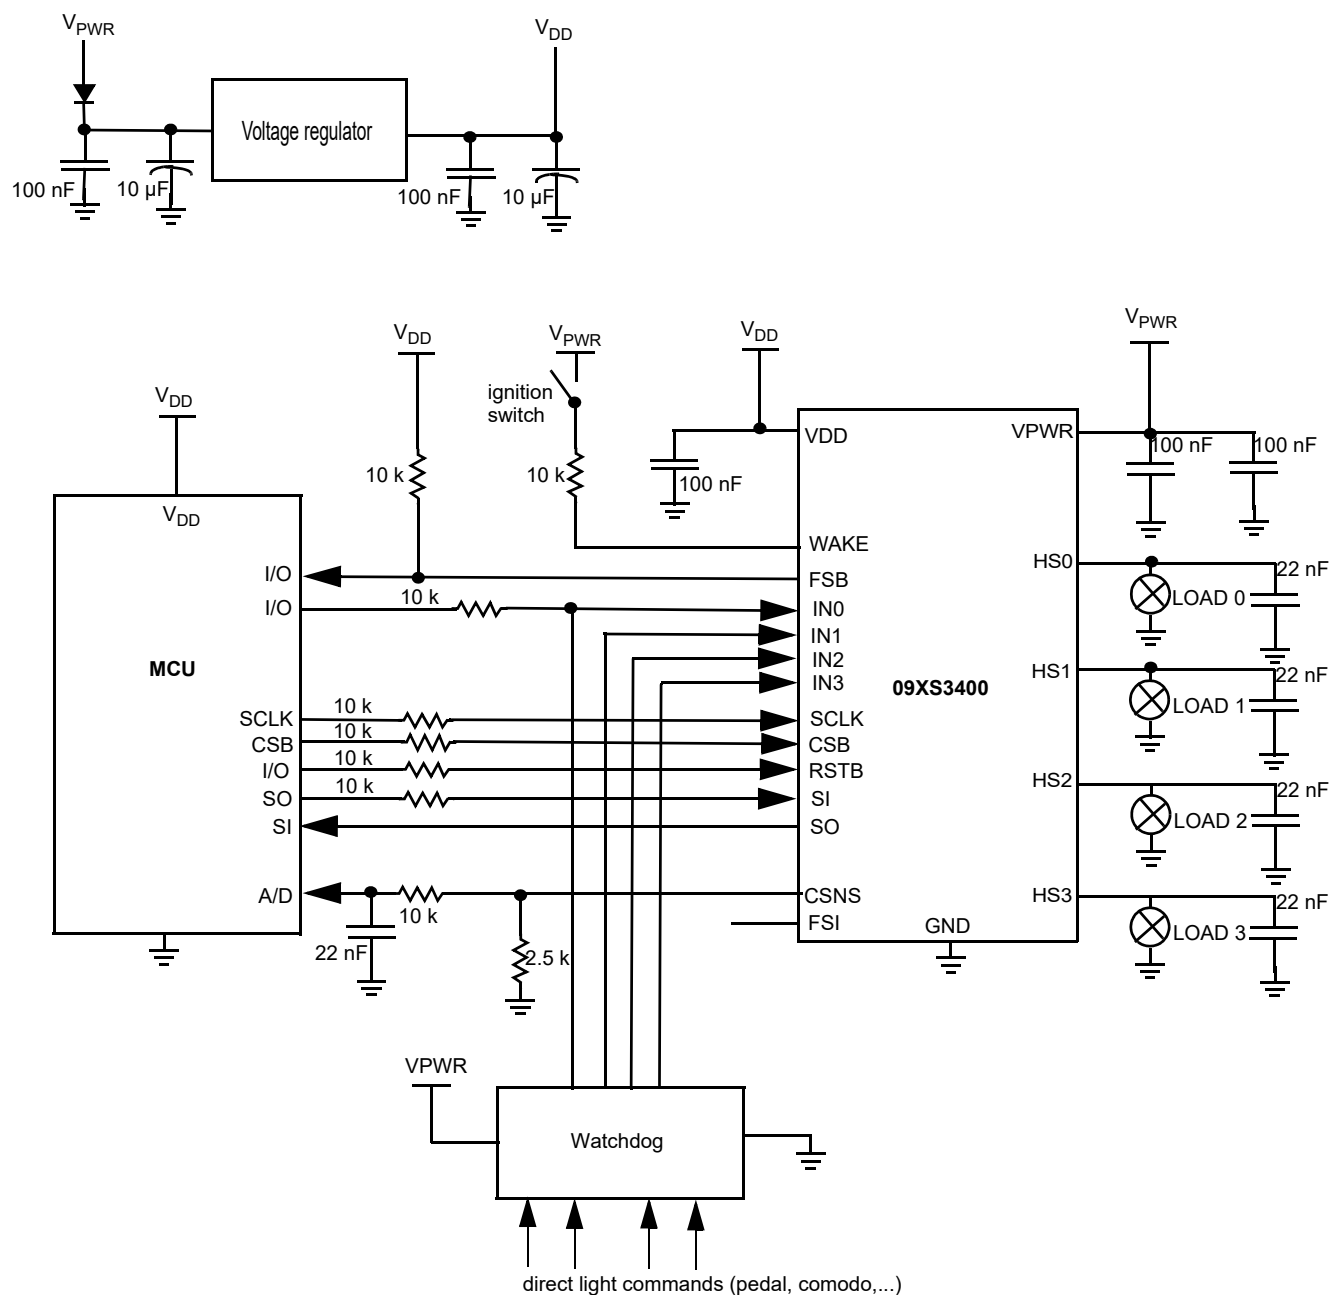 VPWR
VDD
Voltage regulator
100 nF
10 µF
100 nF
10 µF
VDD
VPWR
VDD
VPWR
VDD
ignition
switch
10 k
10 k
100 nF
VDD
VPWR
100 nF
100 nF
VDD
WAKE
HS0
22 nF
I/O
FSB
10 k
LOAD 0
I/O
IN0
IN1
IN2
MCU
HS1
22 nF
IN3
09XS3400
LOAD 1
SCLK
10 k
SCLK
CSB
10 k
CSB
I/O
10 k
RSTB
HS2
22 nF
SO
10 k
SI
LOAD 2
SI
SO
A/D
10 k
CSNS
HS3
22 nF
FSI
GND
LOAD 3
22 nF
2.5 k
VPWR
Watchdog
direct light commands (pedal, comodo,...)